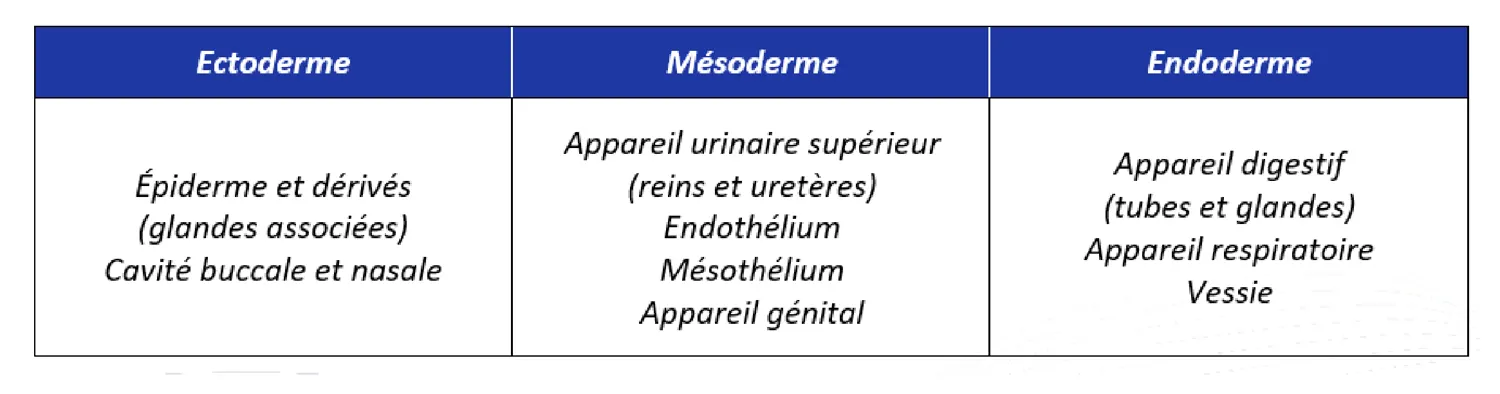 Ectoderme
Mésoderme
Endoderme
Épiderme et dérivés
(glandes associées)
Cavité buccale et nasale
Appareil urinaire supérieur
(reins et uretères)
Endothélium
Mésothélium
Appareil génital
Appareil digestif
(tubes et glandes)
Appareil respiratoire
Vessie